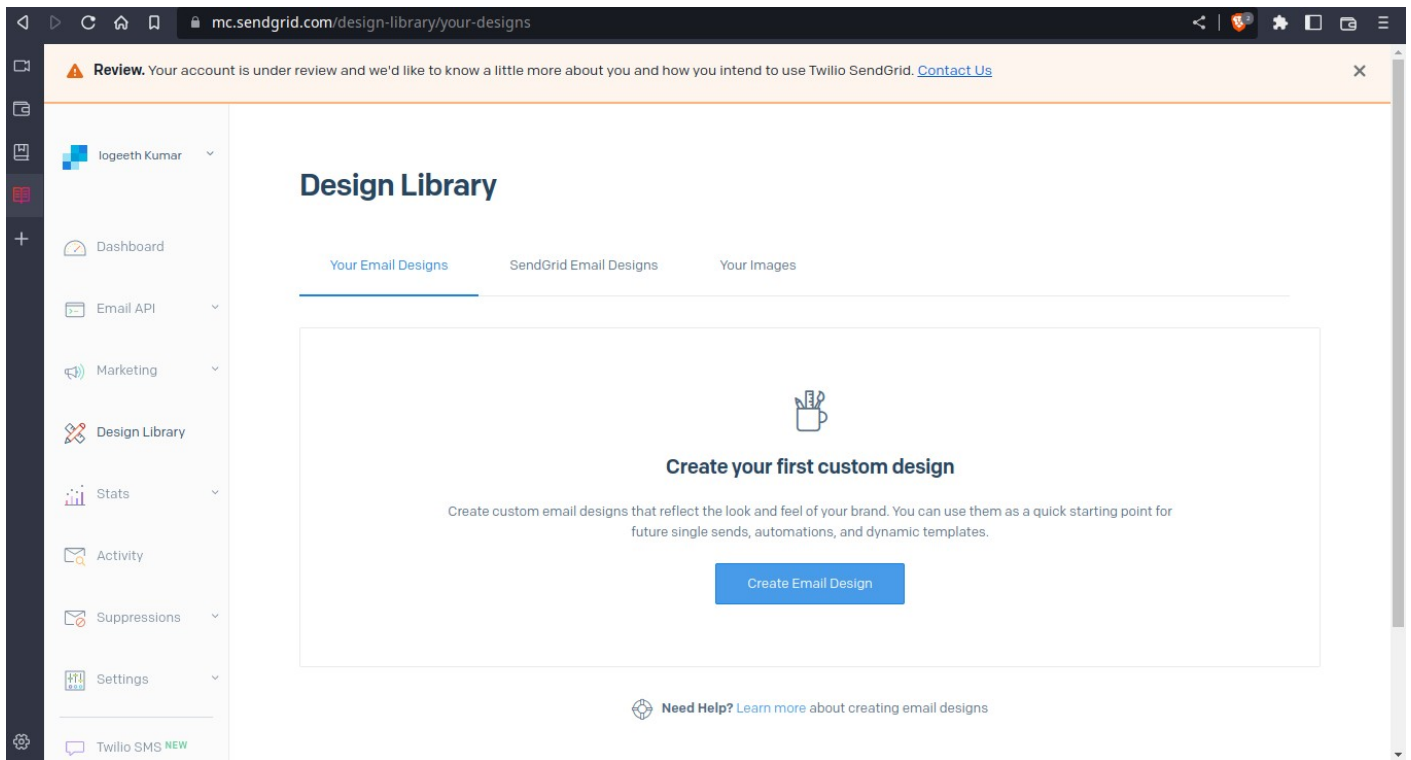 mc.sendgrid.com/design-library/your-designs
2
Review. Your account is under review and we'd like to know a little more about you and how you intend to use Twilio SendGrid. Contact Us
logeeth Kumar
Design Library
Dashboard
Your Email Designs SendGrid Email Designs Your Images
Email API
Marketing
Design Library
Create your first custom design
Stats
Create custom email designs that reflect the look and feel of your brand. You can use them as a quick starting point for
future single sends, automations, and dynamic templates.
Activity
Create Email Design
Suppressions
Settings
Need Help? Learn more about creating email designs
Twilio SMS NEW